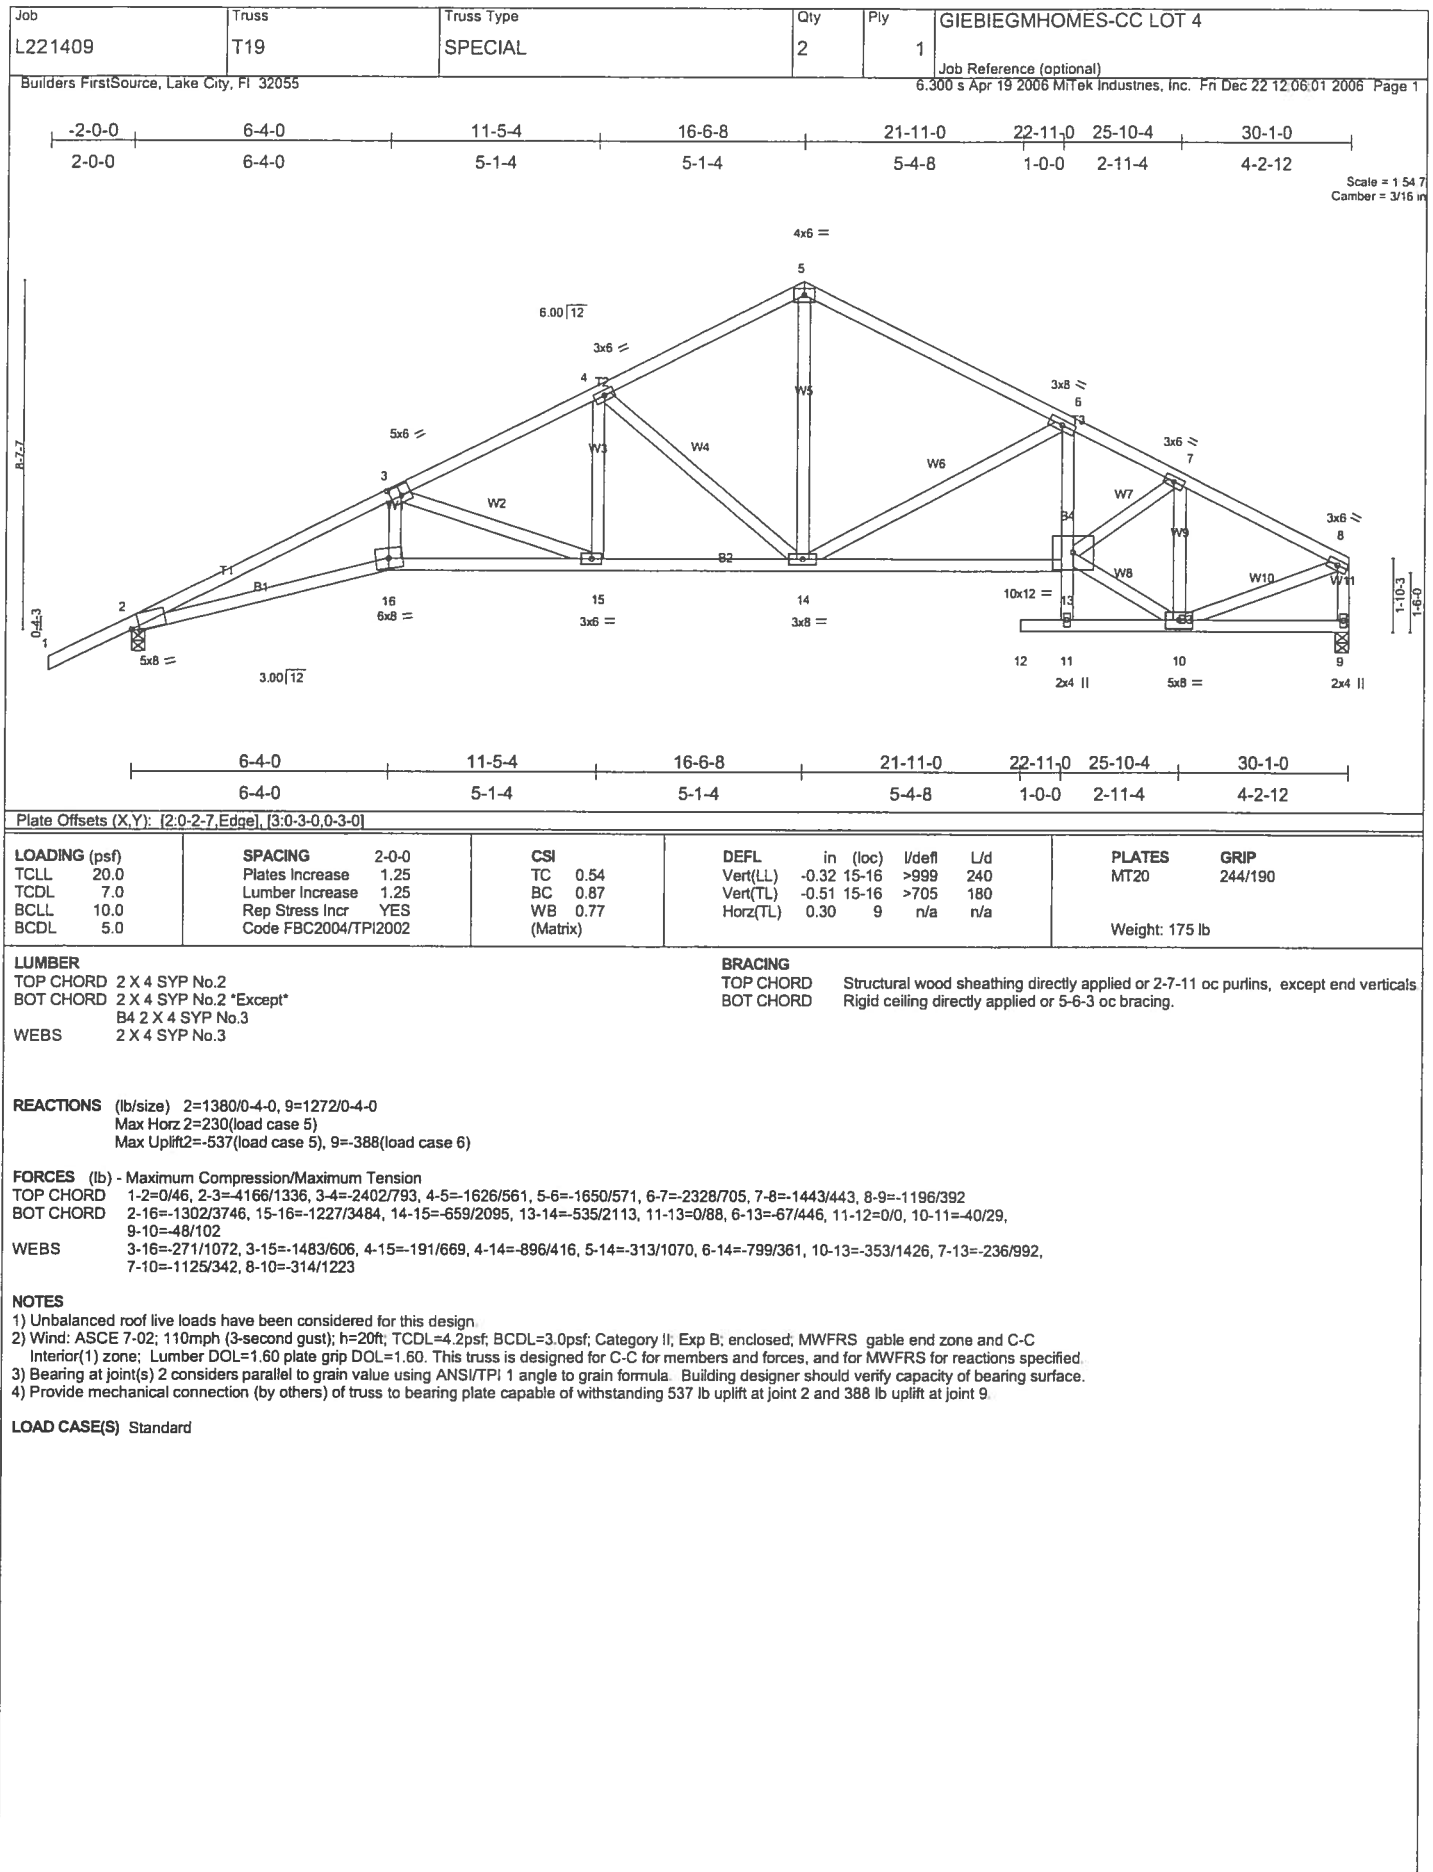 Job Truss Truss Type Qty Ply GIEBIEGMHOMES-CC LOT 4
L221409 T19 SPECIAL 2 1
Job Reference (optional)
Builders FirstSource, Lake City, Fl 32055 6.300 s Apr 19 2006 MiTek Industries, Inc. Fri Dec 22 12:06:01 2006 Page 1
-2-0-0 6-4-0 11-5-4 16-6-8 21-11-0 22-11-0 25-10-4 30-1-0
2-0-0 6-4-0 5-1-4 5-1-4 5-4-8 1-0-0 2-11-4 4-2-12
Scale = 1 54 7
Camber = 3/16 in
4x6 =
5
6.00 12
3x6 =
4 T2
3x8 =
6
T3
W5
5x6 =
3x6 =
7
8-7-7
W3 W4
W6
3
W2
W7
B4
3x6 =
8
W9
B2
T1
B1
W8
W10
W11
2
16 15 14 10x12 = 13
6x8 = 3x6 = 3x8 =
0-4-3
1
1-10-3
1-6-0
B3
5x8 =
3.00 12
12 11 10 9
2x4 || 5x8 = 2x4 ||
6-4-0 11-5-4 16-6-8 21-11-0 22-11-0 25-10-4 30-1-0
6-4-0 5-1-4 5-1-4 5-4-8 1-0-0 2-11-4 4-2-12
Plate Offsets (X,Y): [2:0-2-7,Edge], [3:0-3-0,0-3-0]
LOADING (psf) SPACING 2-0-0 CSI DEFL in (loc) l/defl L/d PLATES GRIP
TCLL 20.0 Plates Increase 1.25 TC 0.54 Vert(LL) -0.32 15-16 >999 240 MT20 244/190
TCDL 7.0 Lumber Increase 1.25 BC 0.87 Vert(TL) -0.51 15-16 >705 180
BCLL 10.0 Rep Stress Incr YES WB 0.77 Horz(TL) 0.30 9 n/a n/a
BCDL 5.0 Code FBC2004/TPI2002 (Matrix) Weight: 175 lb
LUMBER
TOP CHORD 2 X 4 SYP No.2
BOT CHORD 2 X 4 SYP No.2 *Except*
B4 2 X 4 SYP No.3
WEBS 2 X 4 SYP No.3
BRACING
TOP CHORD Structural wood sheathing directly applied or 2-7-11 oc purlins, except end verticals
BOT CHORD Rigid ceiling directly applied or 5-6-3 oc bracing.
REACTIONS (lb/size) 2=1380/0-4-0, 9=1272/0-4-0
Max Horz 2=230(load case 5)
Max Uplift2=-537(load case 5), 9=-388(load case 6)
FORCES (lb) - Maximum Compression/Maximum Tension
TOP CHORD 1-2=0/46, 2-3=-4166/1336, 3-4=-2402/793, 4-5=-1626/561, 5-6=-1650/571, 6-7=-2328/705, 7-8=-1443/443, 8-9=-1196/392
BOT CHORD 2-16=-1302/3746, 15-16=-1227/3484, 14-15=-659/2095, 13-14=-535/2113, 11-13=0/88, 6-13=-67/446, 11-12=0/0, 10-11=-40/29,
9-10=-48/102
WEBS 3-16=-271/1072, 3-15=-1483/606, 4-15=-191/669, 4-14=-896/416, 5-14=-313/1070, 6-14=-799/361, 10-13=-353/1426, 7-13=-236/992,
7-10=-1125/342, 8-10=-314/1223
NOTES
1) Unbalanced roof live loads have been considered for this design.
2) Wind: ASCE 7-02; 110mph (3-second gust); h=20ft; TCDL=4.2psf; BCDL=3.0psf; Category II; Exp B; enclosed; MWFRS gable end zone and C-C
Interior(1) zone; Lumber DOL=1.60 plate grip DOL=1.60. This truss is designed for C-C for members and forces, and for MWFRS for reactions specified.
3) Bearing at joint(s) 2 considers parallel to grain value using ANSI/TPI 1 angle to grain formula. Building designer should verify capacity of bearing surface.
4) Provide mechanical connection (by others) of truss to bearing plate capable of withstanding 537 lb uplift at joint 2 and 388 lb uplift at joint 9.
LOAD CASE(S) Standard